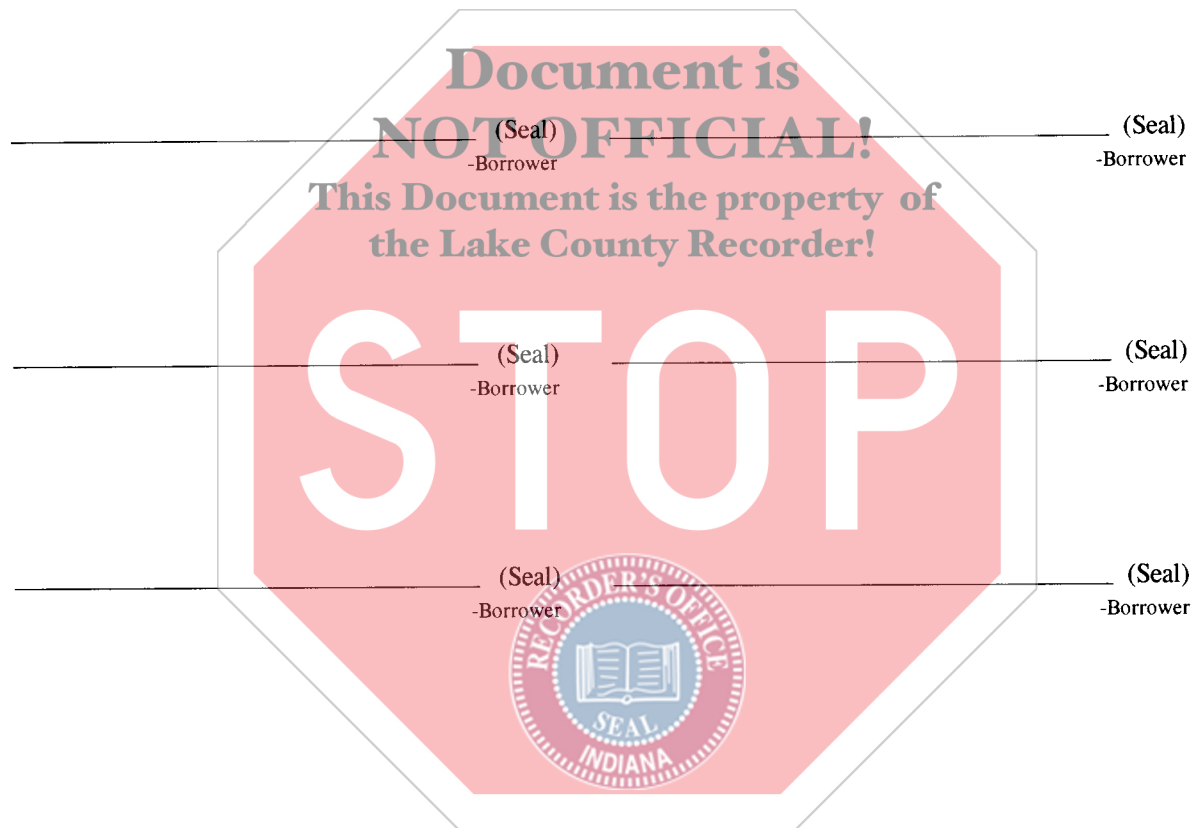 Document is
NOT OFFICIAL!
(Seal) (Seal)
-Borrower -Borrower
This Document is the property of
the Lake County Recorder!
STOP
(Seal) (Seal)
-Borrower -Borrower
(Seal) (Seal)
-Borrower -Borrower
RECORDER'S OFFICE
SEAL
INDIANA